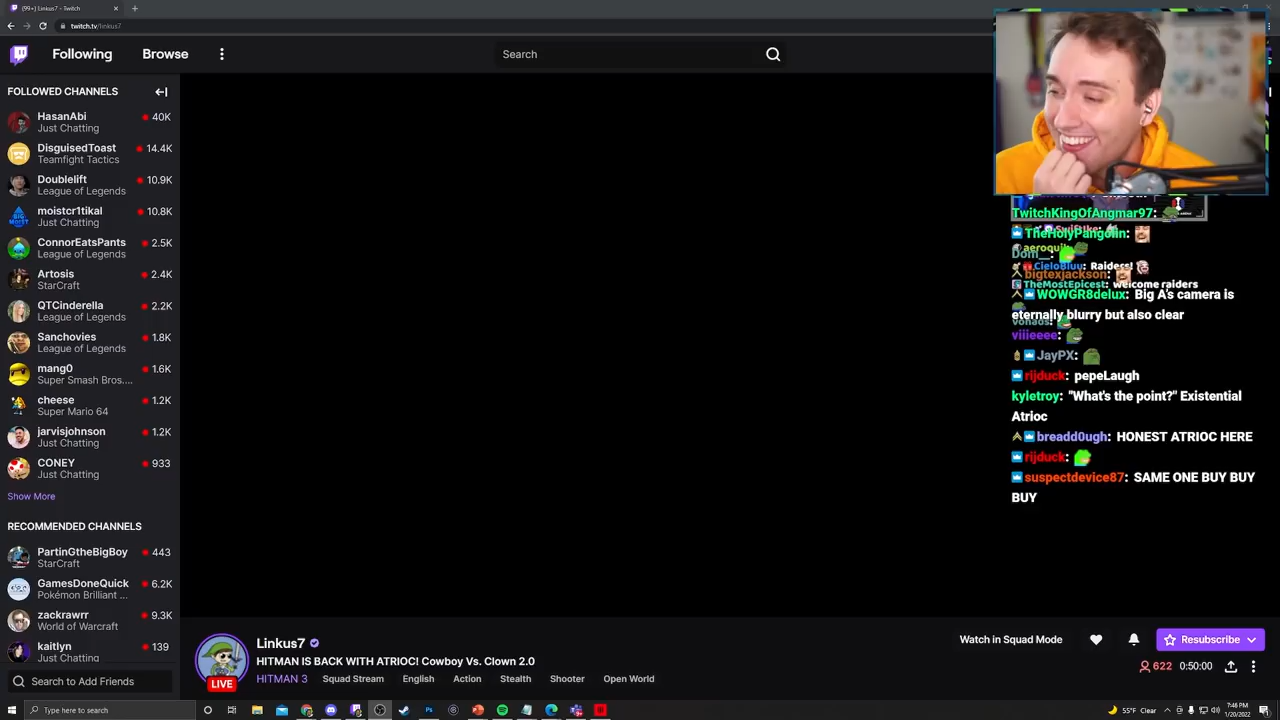 (99+) Linkus7 - Twitch
twitch.tv/linkus7
Following
Browse
Search
FOLLOWED CHANNELS
HasanAbi 40K
Just Chatting
DisguisedToast 14.4K
Teamfight Tactics
Doublelift 10.9K
League of Legends
moistcr1tikal 10.8K
Just Chatting
ConnorEatsPants 2.5K
League of Legends
Artosis 2.4K
StarCraft
QTCinderella 2.2K
League of Legends
Sanchovies 1.8K
League of Legends
mang0 1.6K
Super Smash Bros....
cheese 1.2K
Super Mario 64
jarvisjohnson 1.2K
Just Chatting
CONEY 933
Just Chatting
Show More
RECOMMENDED CHANNELS
PartinGtheBigBoy 443
StarCraft
GamesDoneQuick 6.2K
Pokémon Brilliant ...
zackrawrr 9.3K
World of Warcraft
kaitlyn 139
League of Legends
Search to Add Friends
TwitchKingOfAngmar97:
TheHolyPangolin:
aeroquik
Dom__:
CieloBluu: Raiders!
bigtexjackson:
TheMostEpicest: welcome raiders
WOWGR8delux: Big A's camera is
eternally blurry but also clear
vonads:
viiieeee:
JayPX:
rijduck: pepeLaugh
kyletroy: "What's the point?" Existential
Atrioc
breadd0ugh: HONEST ATRIOC HERE
rijduck:
suspectdevice87: SAME ONE BUY BUY
BUY
Linkus7
HITMAN IS BACK WITH ATRIOC! Cowboy Vs. Clown 2.0
HITMAN 3 Squad Stream English Action Stealth Shooter Open World
LIVE
Watch in Squad Mode
Resubscribe
622 0:50:00
Type here to search
55°F Clear
7:46 PM
1/20/2022